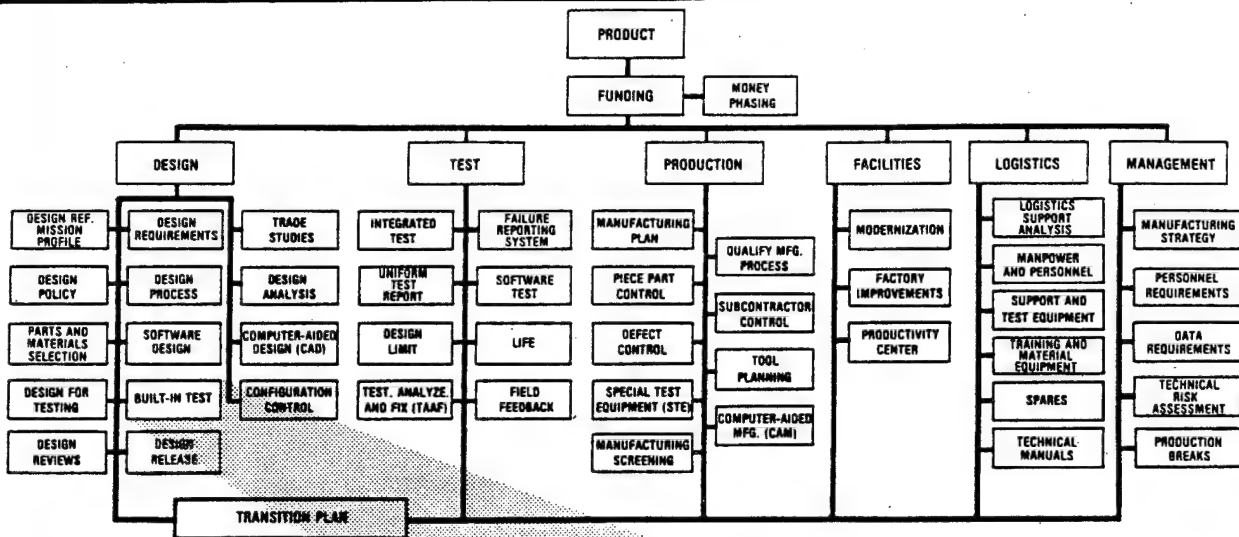 PRODUCT
FUNDING
MONEY
PHASING
DESIGN
TEST
PRODUCTION
FACILITIES
LOGISTICS
MANAGEMENT
DESIGN REF.
MISSION
PROFILE
DESIGN
POLICY
PARTS AND
MATERIALS
SELECTION
DESIGN FOR
TESTING
DESIGN
REVIEWS
DESIGN
REQUIREMENTS
DESIGN
PROCESS
SOFTWARE
DESIGN
BUILT-IN TEST
DESIGN
RELEASE
TRADE
STUDIES
DESIGN
ANALYSIS
COMPUTER-AIDED
DESIGN (CAD)
CONFIGURATION
CONTROL
INTEGRATED
TEST
UNIFORM
TEST
REPORT
DESIGN
LIMIT
TEST, ANALYZE,
AND FIX (TAAF)
FAILURE
REPORTING
SYSTEM
SOFTWARE
TEST
LIFE
FIELD
FEEDBACK
MANUFACTURING
PLAN
PIECE PART
CONTROL
DEFECT
CONTROL
SPECIAL TEST
EQUIPMENT (STE)
MANUFACTURING
SCREENING
QUALIFY MFG.
PROCESS
SUBCONTRACTOR
CONTROL
TOOL
PLANNING
COMPUTER-AIDED
MFG. (CAM)
MODERNIZATION
FACTORY
IMPROVEMENTS
PRODUCTIVITY
CENTER
LOGISTICS
SUPPORT
ANALYSIS
MANPOWER
AND PERSONNEL
SUPPORT AND
TEST EQUIPMENT
TRAINING AND
MATERIAL
EQUIPMENT
SPARES
TECHNICAL
MANUALS
MANUFACTURING
STRATEGY
PERSONNEL
REQUIREMENTS
DATA
REQUIREMENTS
TECHNICAL
RISK
ASSESSMENT
PRODUCTION
BREAKS
TRANSITION PLAN